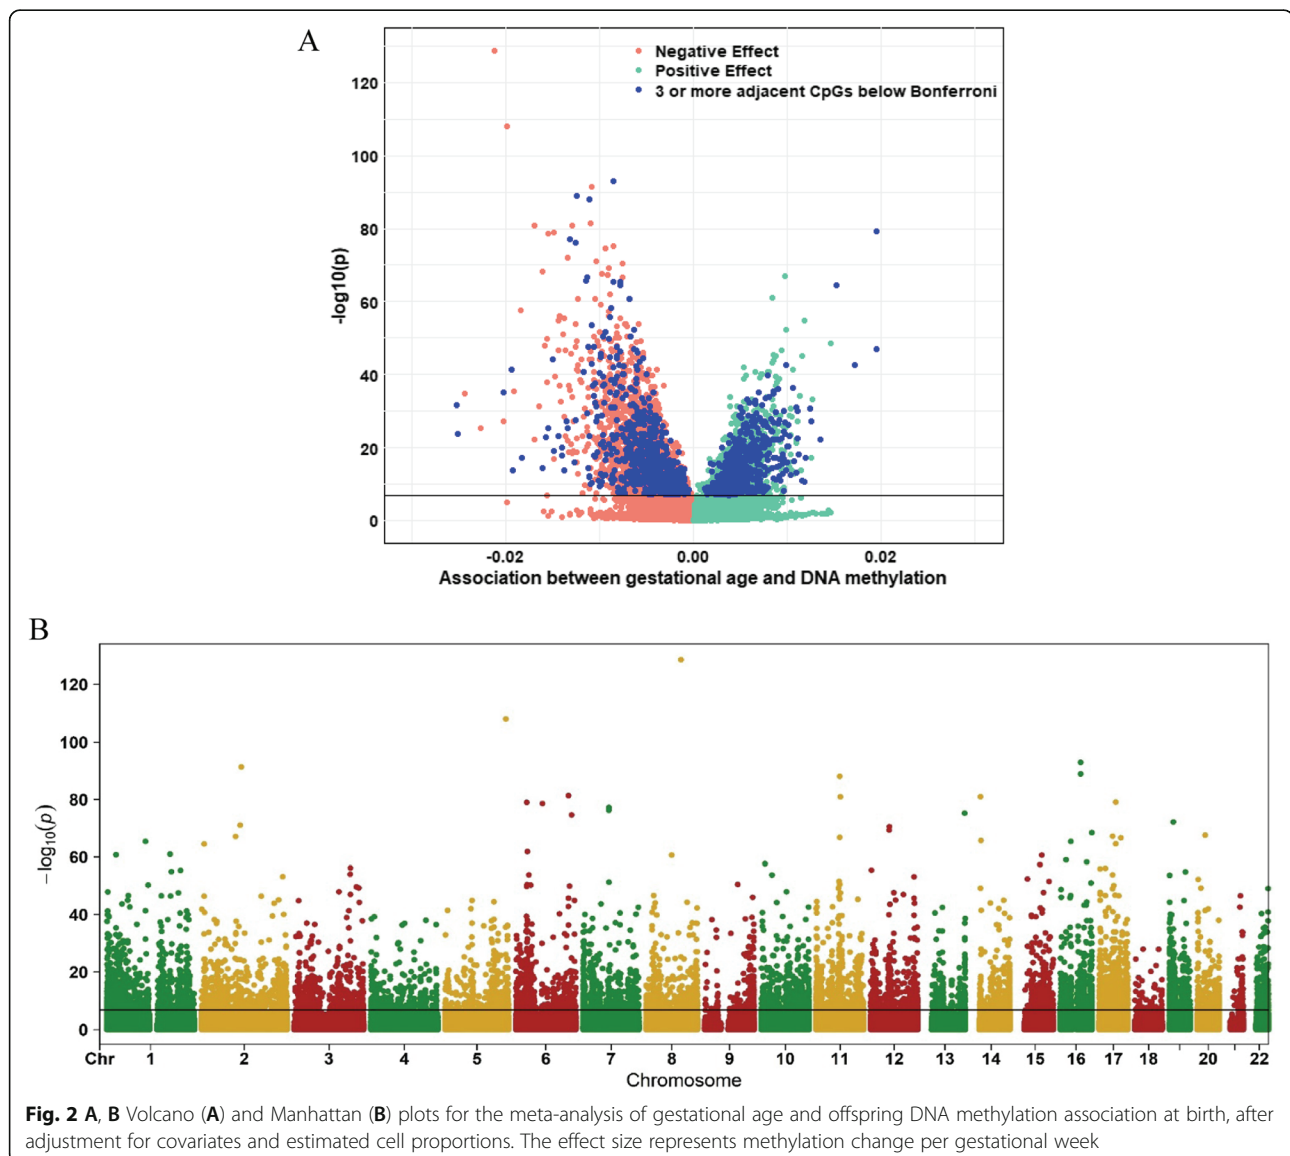 A
Negative Effect
Positive Effect
3 or more adjacent CpGs below Bonferroni
120
100
80
60
40
20
0
-log10(p)
-0.02 0.00 0.02
Association between gestational age and DNA methylation
B
120
100
80
60
40
20
0
−log10(p)
Chr 1 2 3 4 5 6 7 8 9 10 11 12 13 14 15 16 17 18 20 22
Chromosome
Fig. 2 A, B Volcano (A) and Manhattan (B) plots for the meta-analysis of gestational age and offspring DNA methylation association at birth, after
adjustment for covariates and estimated cell proportions. The effect size represents methylation change per gestational week